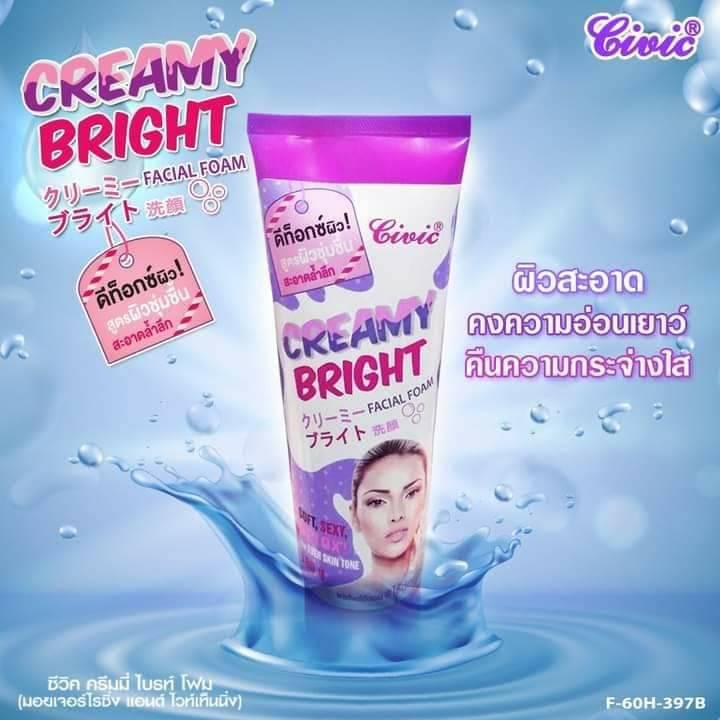 Civic®
CREAMY
BRIGHT
クリーミー FACIAL FOAM
ブライト 洗顔
ดีท็อกซ์ผิว!
สูตรผิวชุ่มชื้น
สะอาดล้ำลึก
ดีท็อกซ์ผิว!
สูตรผิวชุ่มชื้น
สะอาดล้ำลึก
Civic®
CREAMY
BRIGHT
クリーミー FACIAL FOAM
ブライト 洗顔
SOFT, SEXY,
SKIN TONE
ผิวสะอาด
คงความอ่อนเยาว์
คืนความกระจ่างใส
ซีวิค ครีมมี่ ไบรท์ โฟม
(มอยเจอร์ไรซิ่ง แอนด์ ไวท์เท็นนิ่ง)
F-60H-397B